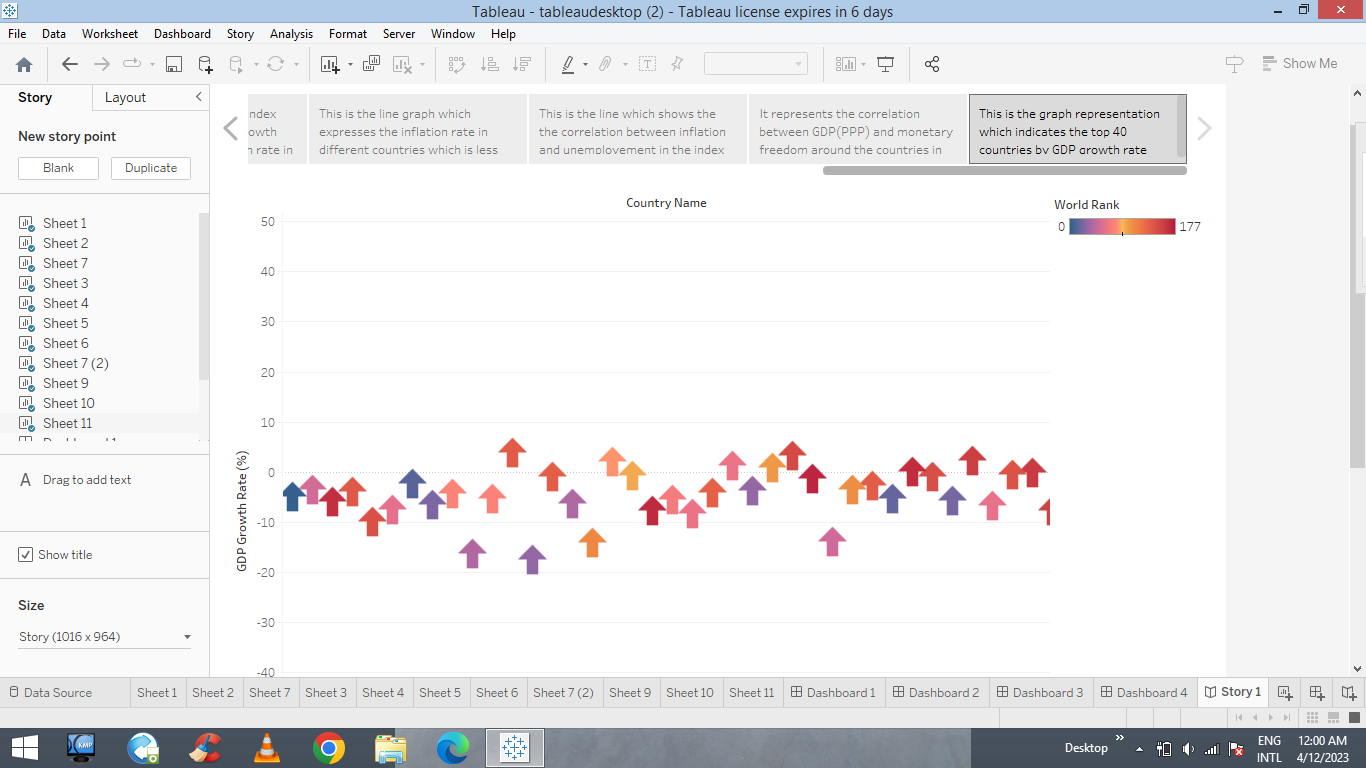 Tableau - tableaudesktop (2) - Tableau license expires in 6 days
File Data Worksheet Dashboard Story Analysis Format Server Window Help
Show Me
Story Layout
New story point
Blank Duplicate
Sheet 1
Sheet 2
Sheet 7
Sheet 3
Sheet 4
Sheet 5
Sheet 6
Sheet 7 (2)
Sheet 9
Sheet 10
Sheet 11
A Drag to add text
Show title
Size
Story (1016 x 964)
This is the line graph which
expresses the inflation rate in
different countries which is less
This is the line which shows the
the correlation between inflation
and unemployement in the index
It represents the correlation
between GDP(PPP) and monetary
freedom around the countries in
This is the graph representation
which indicates the top 40
countries by GDP growth rate
Country Name
World Rank
0 177
GDP Growth Rate (%)
50
40
30
20
10
0
-10
-20
-30
-40
Data Source Sheet 1 Sheet 2 Sheet 7 Sheet 3 Sheet 4 Sheet 5 Sheet 6 Sheet 7 (2) Sheet 9 Sheet 10 Sheet 11 Dashboard 1 Dashboard 2 Dashboard 3 Dashboard 4 Story 1
KMP
Desktop
ENG
INTL
12:00 AM
4/12/2023